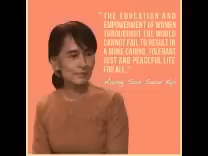 "THE EDUCATION AND
EMPOWERMENT OF WOMEN
THROUGHOUT THE WORLD
CANNOT FAIL TO RESULT IN
A MORE CARING, TOLERANT
JUST AND PEACEFUL LIFE
FOR ALL."
Aung San Suu Kyi